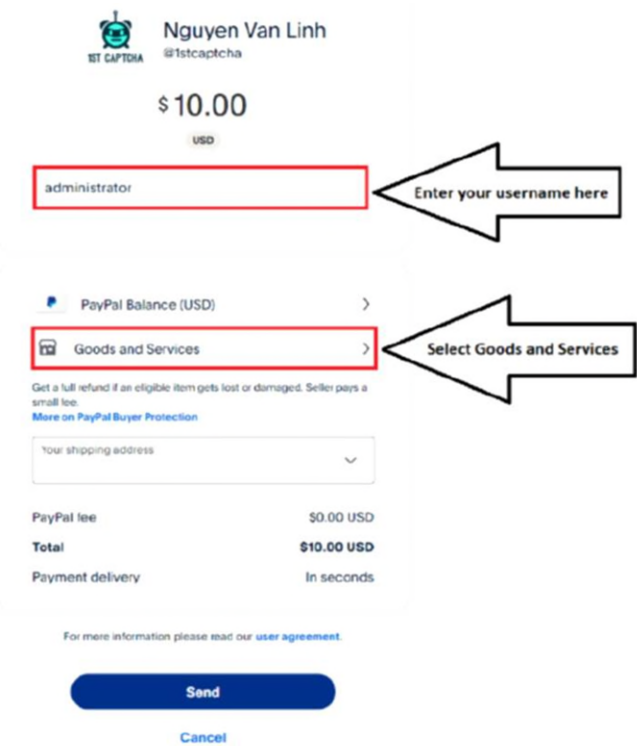 Nguyen Van Linh
1ST CAPTCHA
@1stcaptcha
$10.00
USD
administrator
Enter your username here
PayPal Balance (USD)
Goods and Services
Select Goods and Services
Get a full refund if an eligible item gets lost or damaged. Seller pays a
small fee.
More on PayPal Buyer Protection
Your shipping address
PayPal fee $0.00 USD
Total $10.00 USD
Payment delivery In seconds
For more information please read our user agreement.
Send
Cancel